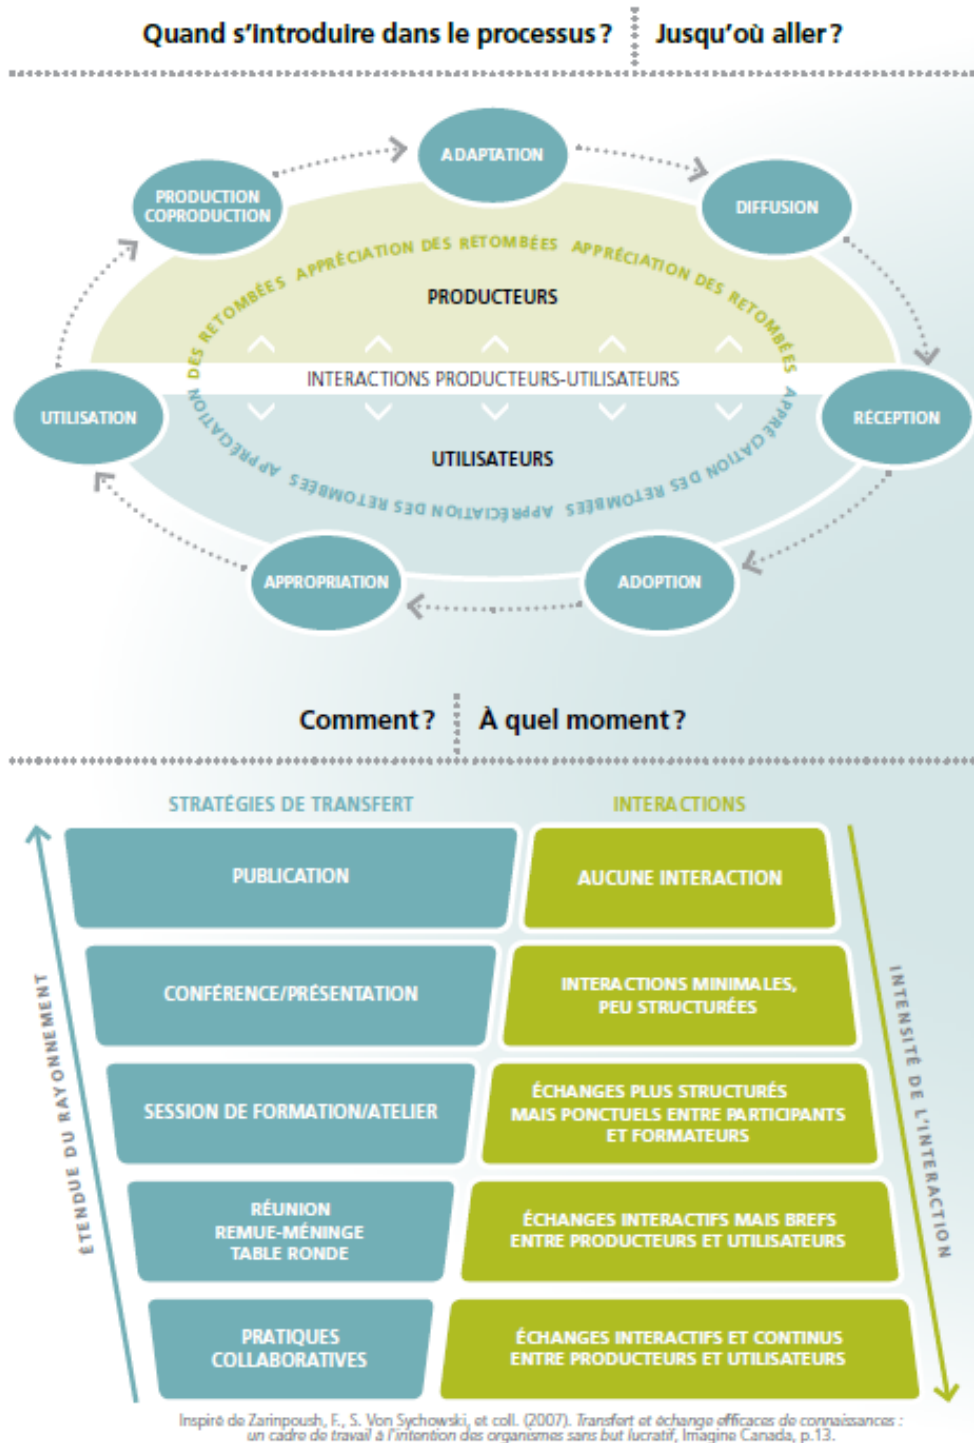 Quand s'introduire dans le processus ?
Jusqu'où aller ?
ADAPTATION
PRODUCTION
COPRODUCTION
DIFFUSION
DES RETOMBÉES APPRÉCIATION DES RETOMBÉES APPRÉCIATION DES RETOMBÉES
PRODUCTEURS
INTERACTIONS PRODUCTEURS-UTILISATEURS
UTILISATION
RÉCEPTION
UTILISATEURS
APPRÉCIATION DES RETOMBÉES APPRÉCIATION DES RETOMBÉES APPRÉCIATION
APPROPRIATION
ADOPTION
Comment ?
À quel moment ?
STRATÉGIES DE TRANSFERT
INTERACTIONS
PUBLICATION
AUCUNE INTERACTION
CONFÉRENCE/PRÉSENTATION
INTERACTIONS MINIMALES,
PEU STRUCTURÉES
SESSION DE FORMATION/ATELIER
ÉCHANGES PLUS STRUCTURÉS
MAIS PONCTUELS ENTRE PARTICIPANTS
ET FORMATEURS
RÉUNION
REMUE-MÉNINGE
TABLE RONDE
ÉCHANGES INTERACTIFS MAIS BREFS
ENTRE PRODUCTEURS ET UTILISATEURS
PRATIQUES
COLLABORATIVES
ÉCHANGES INTERACTIFS ET CONTINUS
ENTRE PRODUCTEURS ET UTILISATEURS
ÉTENDUE DU RAYONNEMENT
INTENSITÉ DE L'INTERACTION
Inspiré de Zarinpoush, F., S. Von Sychowski, et coll. (2007). Transfert et échange efficaces de connaissances :
un cadre de travail à l'intention des organismes sans but lucratif, Imagine Canada, p.13.